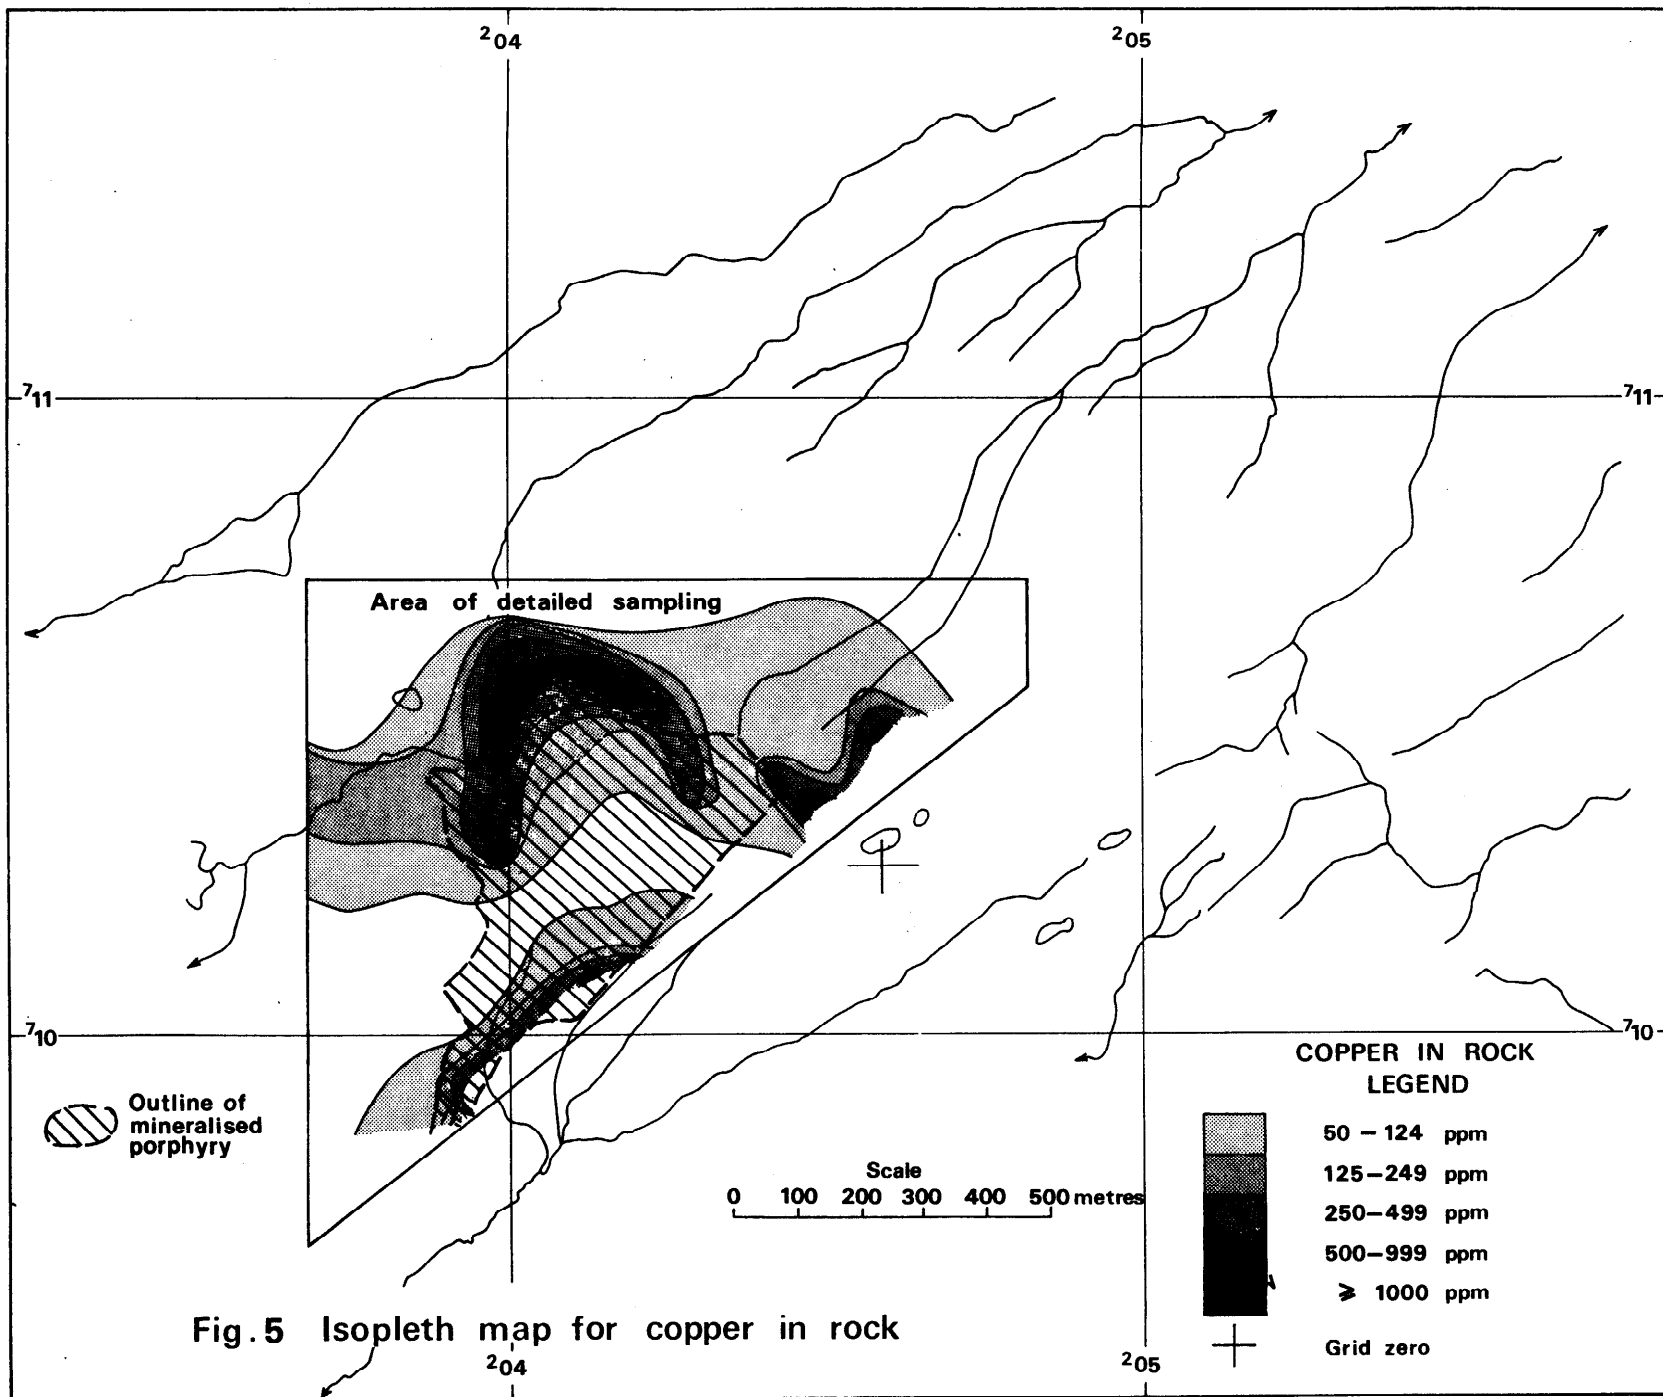 ²04 ²05
⁷11 ⁷11
Area of detailed sampling
⁷10 ⁷10
Outline of
mineralised
porphyry
COPPER IN ROCK
LEGEND
50 – 124 ppm
125–249 ppm
250–499 ppm
500–999 ppm
⩾ 1000 ppm
Grid zero
Scale
0 100 200 300 400 500 metres
Fig. 5 Isopleth map for copper in rock
²04 ²05